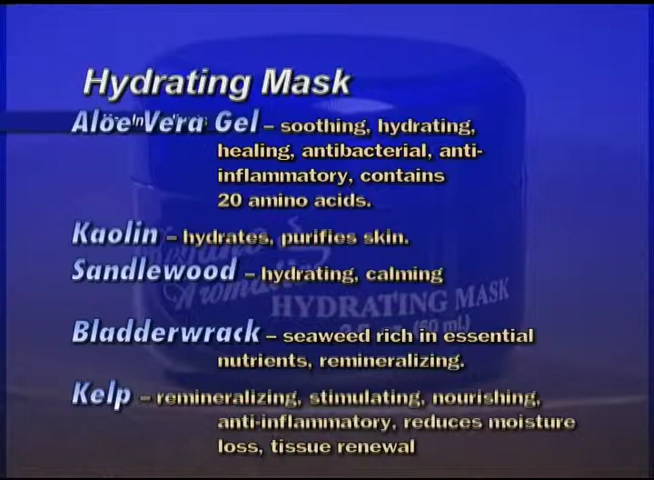 Hydrating Mask
Aloe Vera Gel – soothing, hydrating,
healing, antibacterial, anti-
inflammatory, contains
20 amino acids.
Kaolin – hydrates, purifies skin.
Sandlewood – hydrating, calming
Aromatics
HYDRATING MASK
Bladderwrack – seaweed rich in essential
nutrients, remineralizing.
Kelp – remineralizing, stimulating, nourishing,
anti-inflammatory, reduces moisture
loss, tissue renewal